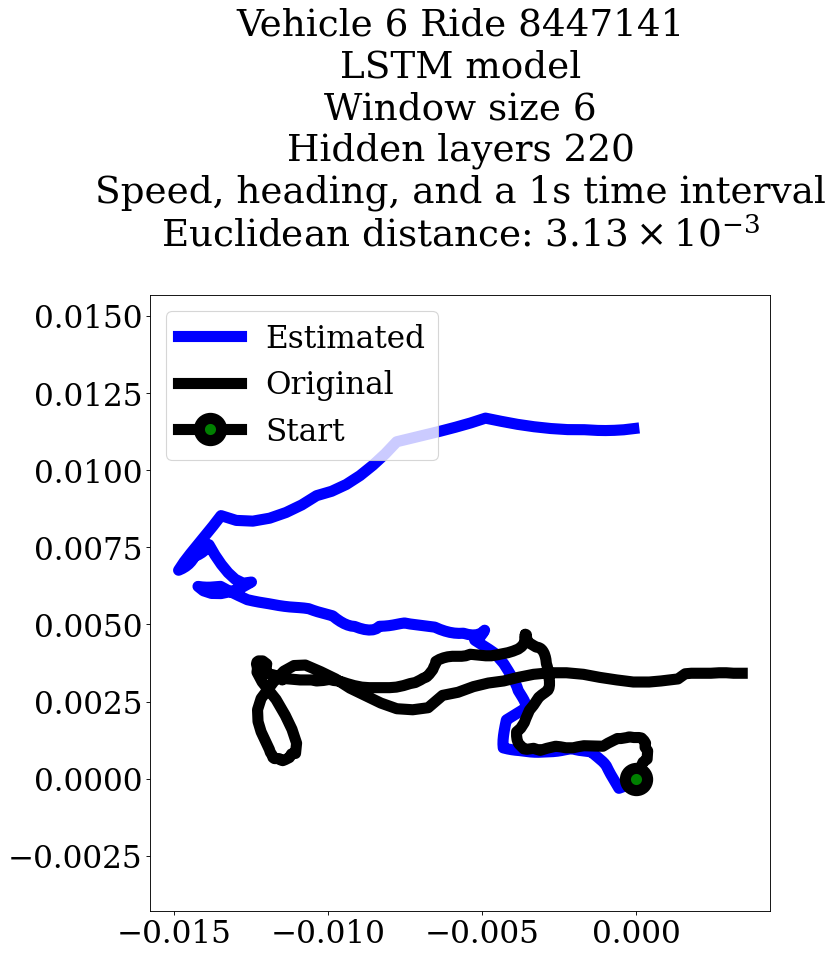 Vehicle 6 Ride 8447141
LSTM model
Window size 6
Hidden layers 220
Speed, heading, and a 1s time interval
Euclidean distance: 3.13 × 10⁻³
Estimated
Original
Start
0.0150
0.0125
0.0100
0.0075
0.0050
0.0025
0.0000
−0.0025
−0.015 −0.010 −0.005 0.000